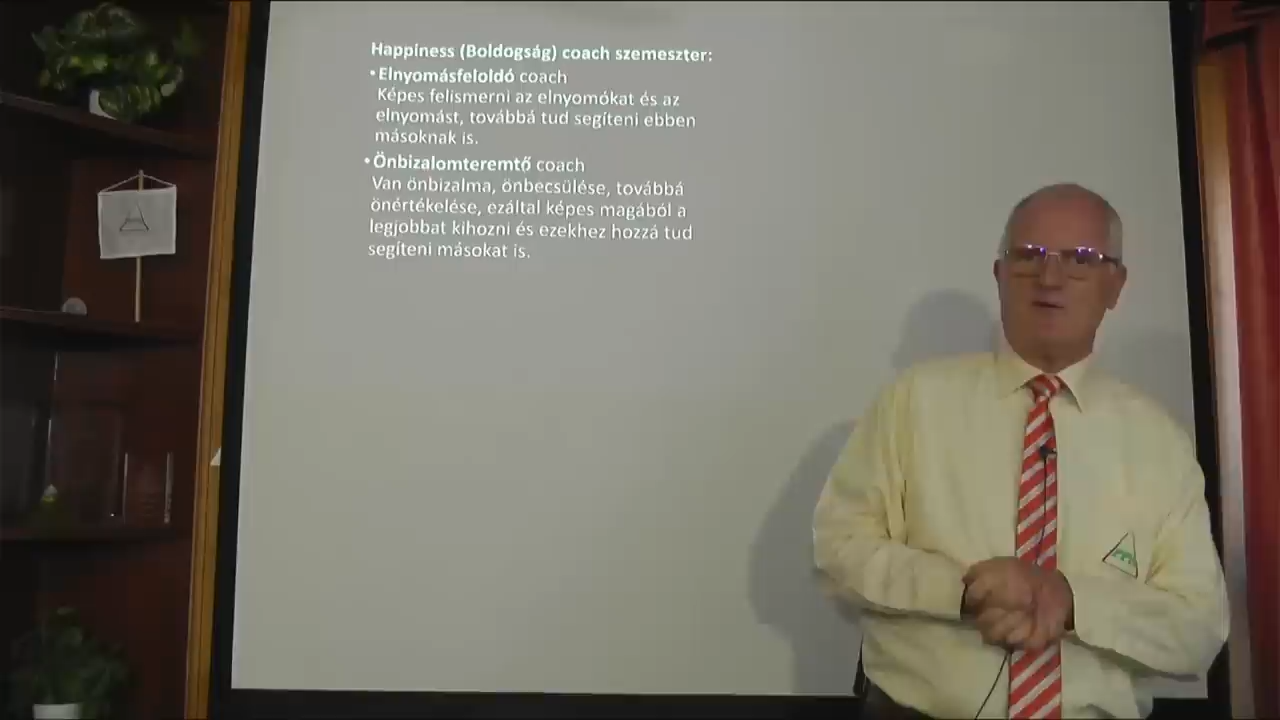 Happiness (Boldogság) coach szemeszter:
•Elnyomásfeloldó coach
Képes felismerni az elnyomókat és az
elnyomást, továbbá tud segíteni ebben
másoknak is.
•Önbizalomteremtő coach
Van önbizalma, önbecsülése, továbbá
önértékelése, ezáltal képes magából a
legjobbat kihozni és ezekhez hozzá tud
segíteni másokat is.